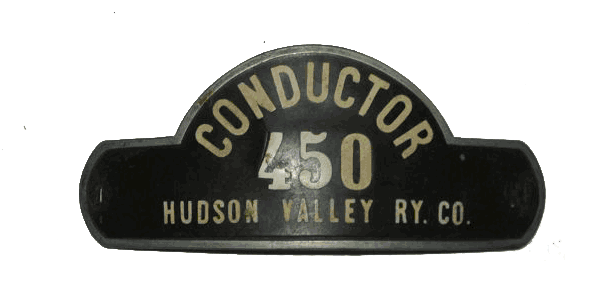 CONDUCTOR
450
HUDSON VALLEY RY. CO.